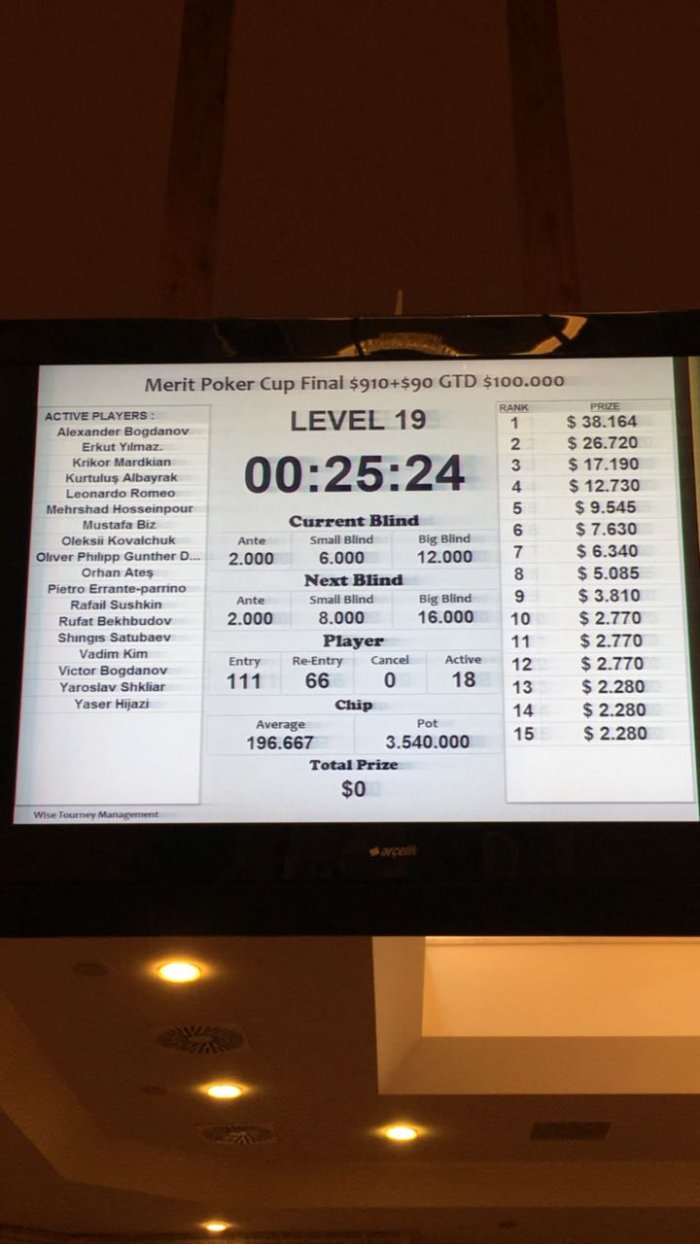 Merit Poker Cup Final $910+$90 GTD $100.000
ACTIVE PLAYERS :
Alexander Bogdanov
Erkut Yılmaz.
Krikor Mardkian
Kurtuluş Albayrak
Leonardo Romeo
Mehrshad Hosseinpour
Mustafa Biz
Oleksii Kovalchuk
Oliver Philipp Gunther D...
Orhan Ateş
Pietro Errante-parrino
Rafail Sushkin
Rufat Bekhbudov
Shıngıs Satubaev
Vadim Kim
Victor Bogdanov
Yaroslav Shkliar
Yaser Hijazi
LEVEL 19
00:25:24
Current Blind
Ante Small Blind Big Blind
2.000 6.000 12.000
Next Blind
Ante Small Blind Big Blind
2.000 8.000 16.000
Player
Entry Re-Entry Cancel Active
111 66 0 18
Chip
Average Pot
196.667 3.540.000
Total Prize
$0
RANK PRIZE
1 $ 38.164
2 $ 26.720
3 $ 17.190
4 $ 12.730
5 $ 9.545
6 $ 7.630
7 $ 6.340
8 $ 5.085
9 $ 3.810
10 $ 2.770
11 $ 2.770
12 $ 2.770
13 $ 2.280
14 $ 2.280
15 $ 2.280
Wise Tourney Management
arçelik